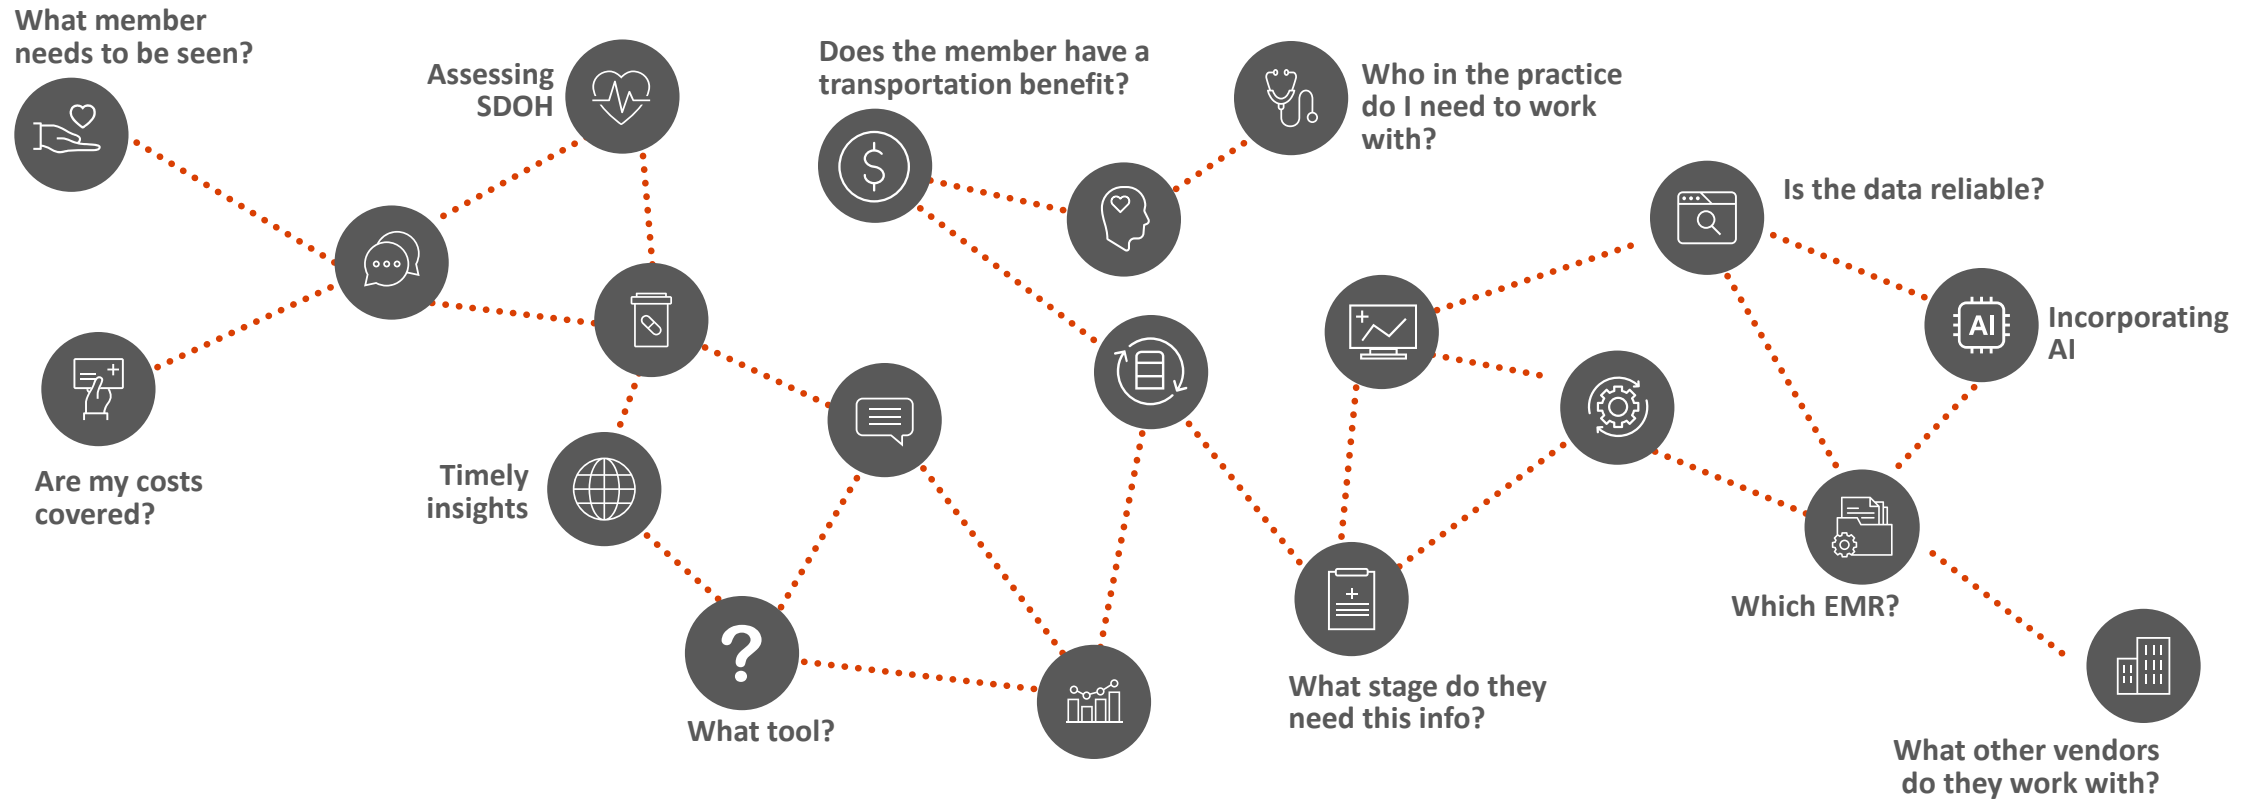 What member
needs to be seen?
Assessing
SDOH
Does the member have a
transportation benefit?
Who in the practice
do I need to work
with?
Is the data reliable?
AI
Incorporating
AI
Are my costs
covered?
Timely
insights
?
What tool?
What stage do they
need this info?
Which EMR?
What other vendors
do they work with?
$